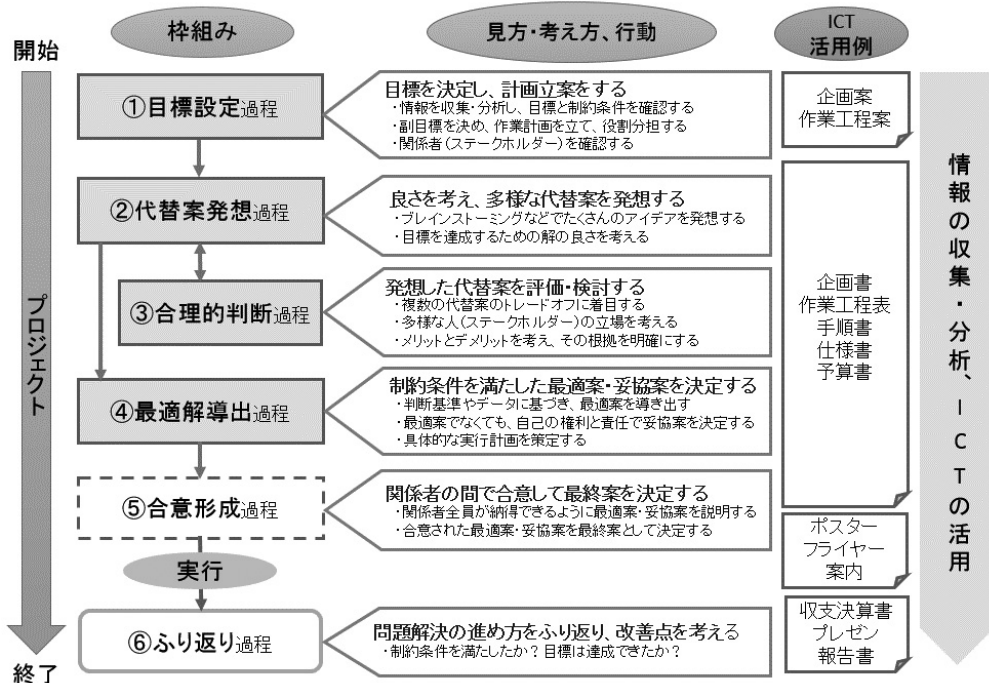 枠組み
見方・考え方、行動
ICT
活用例
開始
①目標設定過程
目標を決定し、計画立案をする
・情報を収集・分析し、目標と制約条件を確認する
・副目標を決め、作業計画を立て、役割分担する
・関係者(ステークホルダー)を確認する
企画案
作業工程案
②代替案発想過程
良さを考え、多様な代替案を発想する
・ブレインストーミングなどでたくさんのアイデアを発想する
・目標を達成するための解の良さを考える
③合理的判断過程
発想した代替案を評価・検討する
・複数の代替案のトレードオフに着目する
・多様な人(ステークホルダー)の立場を考える
・メリットとデメリットを考え、その根拠を明確にする
企画書
作業工程表
手順書
仕様書
予算書
④最適解導出過程
制約条件を満たした最適案・妥協案を決定する
・判断基準やデータに基づき、最適案を導き出す
・最適案でなくても、自己の権利と責任で妥協案を決定する
・具体的な実行計画を策定する
⑤合意形成過程
関係者の間で合意して最終案を決定する
・関係者全員が納得できるように最適案・妥協案を説明する
・合意された最適案・妥協案を最終案として決定する
ポスター
フライヤー
案内
実行
⑥ふり返り過程
問題解決の進め方をふり返り、改善点を考える
・制約条件を満たしたか?目標は達成できたか?
収支決算書
プレゼン
報告書
プロジェクト
終了
情報の収集・分析、ICTの活用